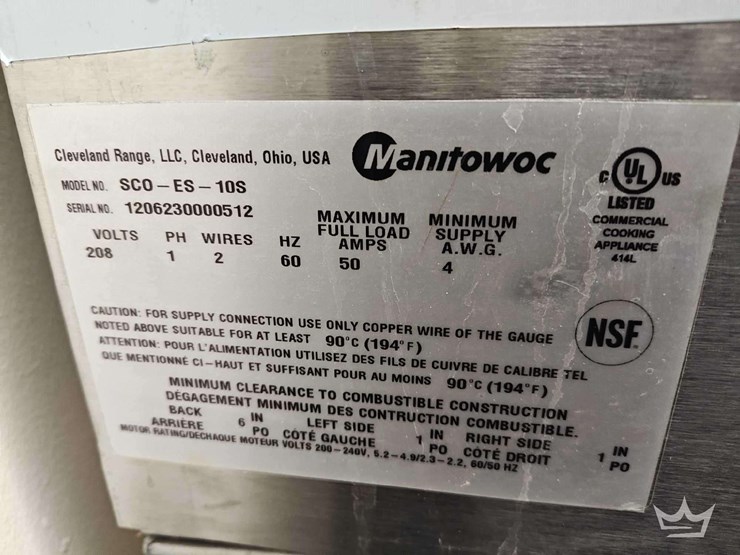 Cleveland Range, LLC, Cleveland, Ohio, USA Manitowoc
MODEL NO. SCO-ES-10S
SERIAL NO. 1206230000512
VOLTS PH WIRES HZ MAXIMUM FULL LOAD AMPS MINIMUM SUPPLY A.W.G.
208 1 2 60 50 4
C UL US
LISTED
COMMERCIAL
COOKING
APPLIANCE
414L
CAUTION: FOR SUPPLY CONNECTION USE ONLY COPPER WIRE OF THE GAUGE
NOTED ABOVE SUITABLE FOR AT LEAST 90°C (194°F)
ATTENTION: POUR L'ALIMENTATION UTILISEZ DES FILS DE CUIVRE DE CALIBRE TEL
QUE MENTIONNÉ CI-HAUT ET SUFFISANT POUR AU MOINS 90°C (194°F)
NSF
MINIMUM CLEARANCE TO COMBUSTIBLE CONSTRUCTION
DÉGAGEMENT MINIMUM DES CONTRUCTION COMBUSTIBLE.
BACK 6 IN LEFT SIDE 1 IN RIGHT SIDE 1 IN
ARRIÈRE PO CÔTÉ GAUCHE PO CÔTÉ DROIT PO
MOTOR RATING/DECHAQUE MOTEUR VOLTS 200-240V, 5.2-4.9/2.3-2.2, 60/50 HZ